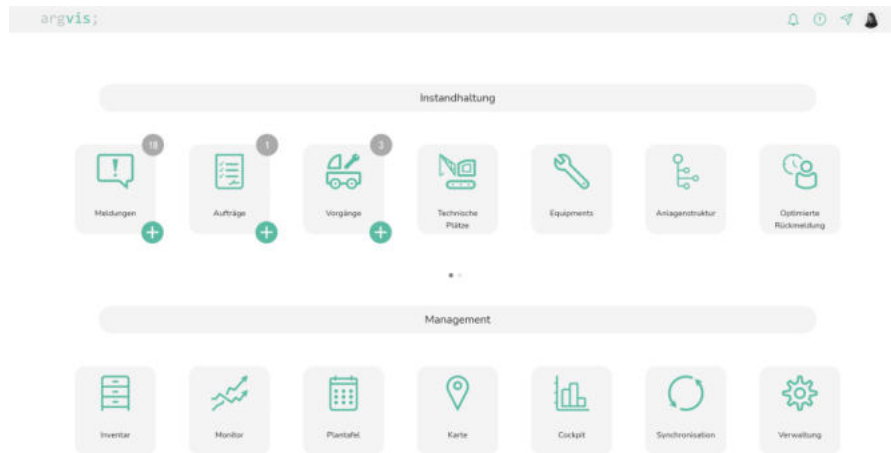 argvis;
Instandhaltung
18
1
3
Meldungen
Aufträge
Vorgänge
Technische
Plätze
Equipments
Anlagenstruktur
Optimierte
Rückmeldung
Management
Inventar
Monitor
Plantafel
Karte
Cockpit
Synchronisation
Verwaltung